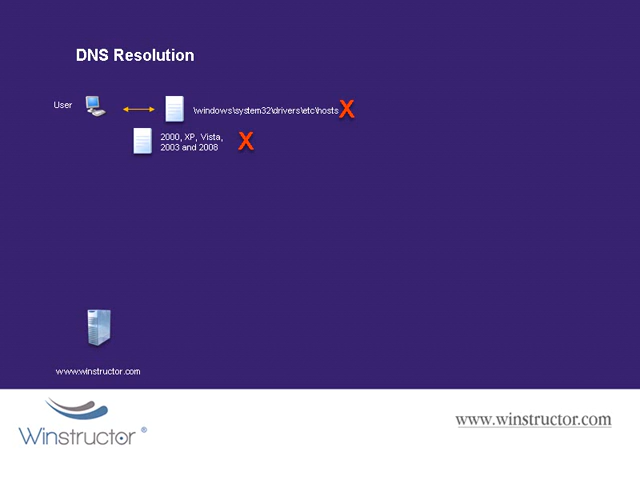 DNS Resolution
User
\windows\system32\drivers\etc\hosts X
2000, XP, Vista,
2003 and 2008 X
www.winstructor.com
Winstructor®
www.winstructor.com